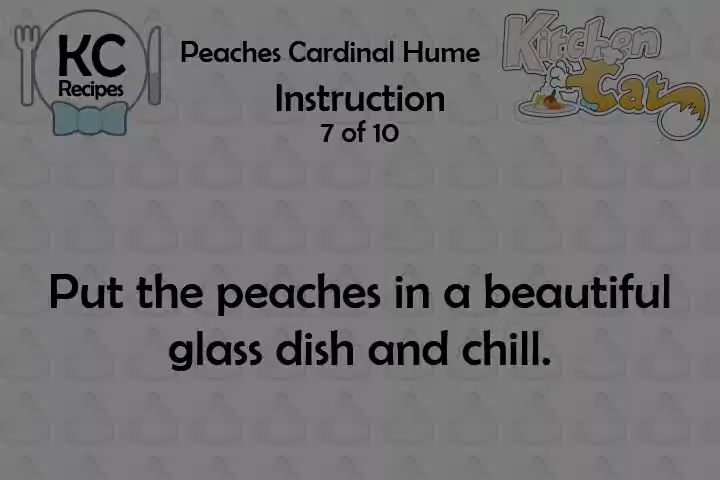 KC
Recipes
Peaches Cardinal Hume
Instruction
7 of 10
Kitchen
Cat
Put the peaches in a beautiful
glass dish and chill.